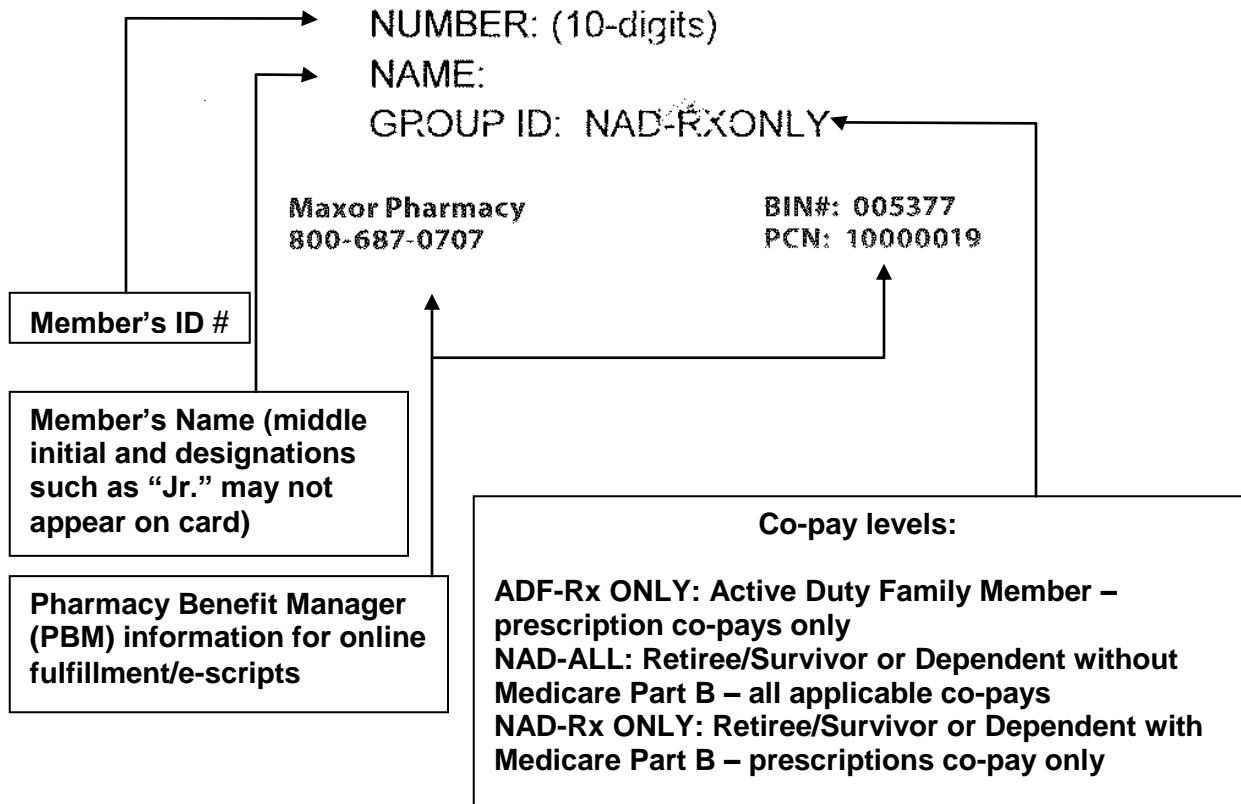 NUMBER: (10-digits)
NAME:
GROUP ID: NAD-RXONLY
Maxor Pharmacy
800-687-0707
BIN#: 005377
PCN: 10000019
Member’s ID #
Member’s Name (middle
initial and designations
such as “Jr.” may not
appear on card)
Pharmacy Benefit Manager
(PBM) information for online
fulfillment/e-scripts
Co-pay levels:
ADF-Rx ONLY: Active Duty Family Member –
prescription co-pays only
NAD-ALL: Retiree/Survivor or Dependent without
Medicare Part B – all applicable co-pays
NAD-Rx ONLY: Retiree/Survivor or Dependent with
Medicare Part B – prescriptions co-pay only